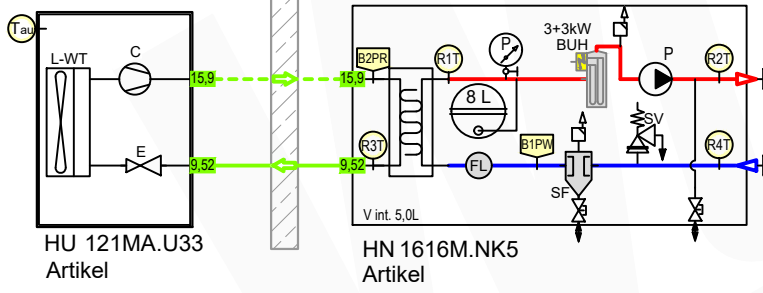 Tau
L-WT
C
E
15,9
9,52
HU 121MA.U33
Artikel
15,9
9,52
B2PR
R3T
R1T
P
8 L
FL
3+3kW
BUH
B1PW
SF
P
SV
R2T
R4T
V int. 5,0L
HN 1616M.NK5
Artikel